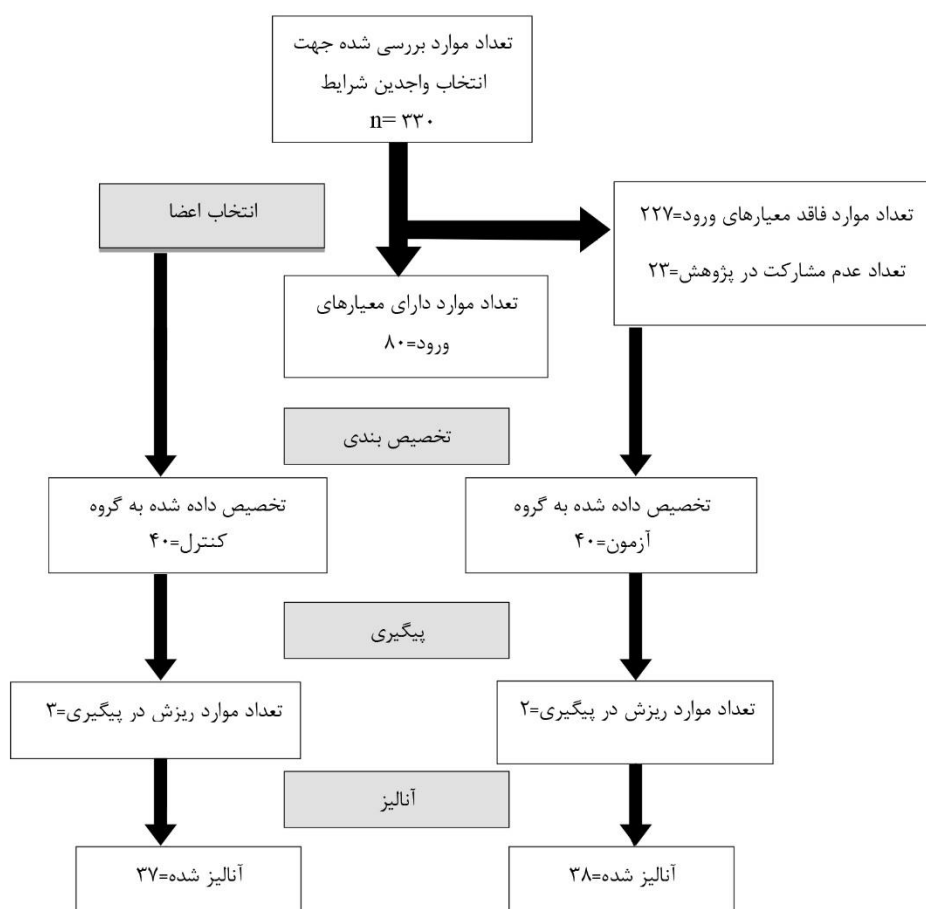 تعداد موارد بررسی شده جهت
انتخاب واجدین شرایط
n= ۳۳۰
انتخاب اعضا
تعداد موارد فاقد معیارهای ورود=۲۲۷
تعداد عدم مشارکت در پژوهش=۲۳
تعداد موارد دارای معیارهای
ورود=۸۰
تخصیص بندی
تخصیص داده شده به گروه
آزمون=۴۰
تخصیص داده شده به گروه
کنترل=۴۰
پیگیری
تعداد موارد ریزش در پیگیری=۲
تعداد موارد ریزش در پیگیری=۳
آنالیز
آنالیز شده=۳۸
آنالیز شده=۳۷